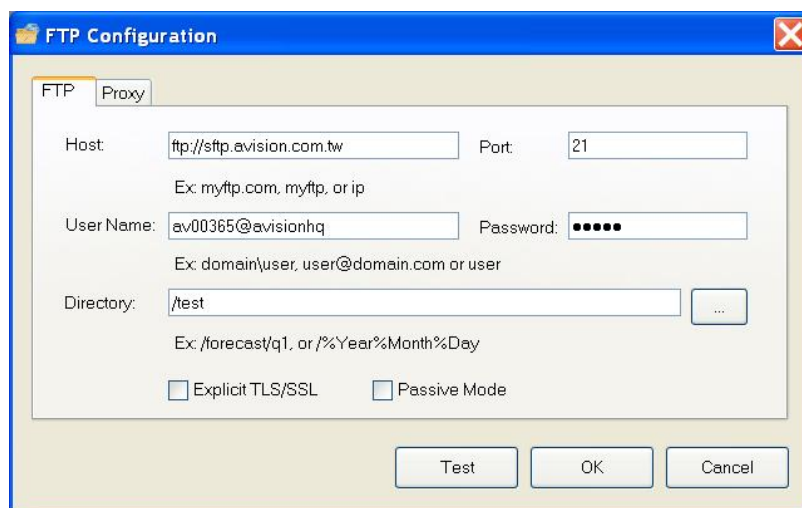 FTP Configuration
FTP Proxy
Host: ftp://sftp.avision.com.tw Port: 21
Ex: myftp.com, myftp, or ip
User Name: av00365@avisionhq Password: ●●●●●
Ex: domain\user, user@domain.com or user
Directory: /test ...
Ex: /forecast/q1, or /%Year%Month%Day
Explicit TLS/SSL Passive Mode
Test OK Cancel